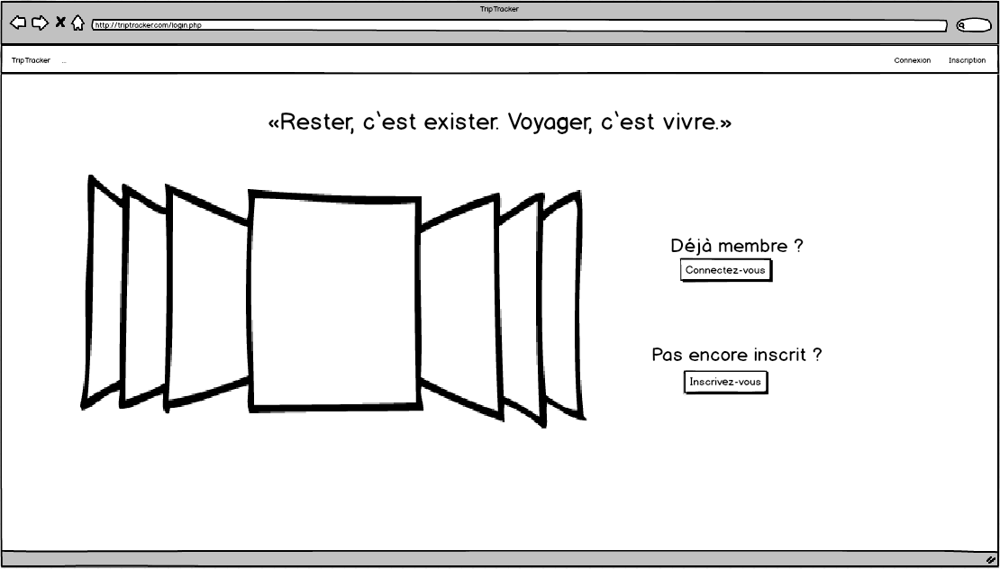 TripTracker
http://triptracker.com/login.php
TripTracker ... Connexion Inscription
«Rester, c`est exister. Voyager, c`est vivre.»
Déjà membre ?
Connectez-vous
Pas encore inscrit ?
Inscrivez-vous